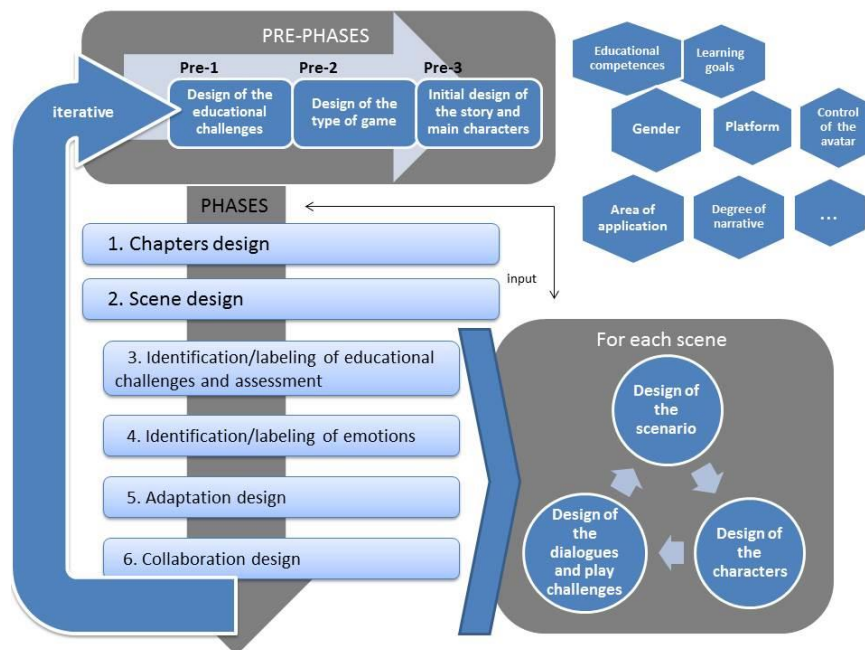 PRE-PHASES
Pre-1
Pre-2
Pre-3
iterative
Design of the
educational
challenges
Design of the
type of game
Initial design of
the story and
main characters
Educational
competences
Learning
goals
Gender
Platform
Control
of the
avatar
Area of
application
Degree of
narrative
...
PHASES
1. Chapters design
2. Scene design
input
3. Identification/labeling of educational
challenges and assessment
4. Identification/labeling of emotions
5. Adaptation design
6. Collaboration design
For each scene
Design of
the
scenario
Design of
the
dialogues
and play
challenges
Design of
the
characters